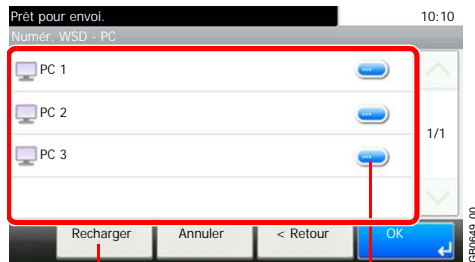 Prêt pour envoi. 10:10
Numér. WSD - PC
PC 1
PC 2
1/1
PC 3
Recharger Annuler < Retour OK
GB0649_00